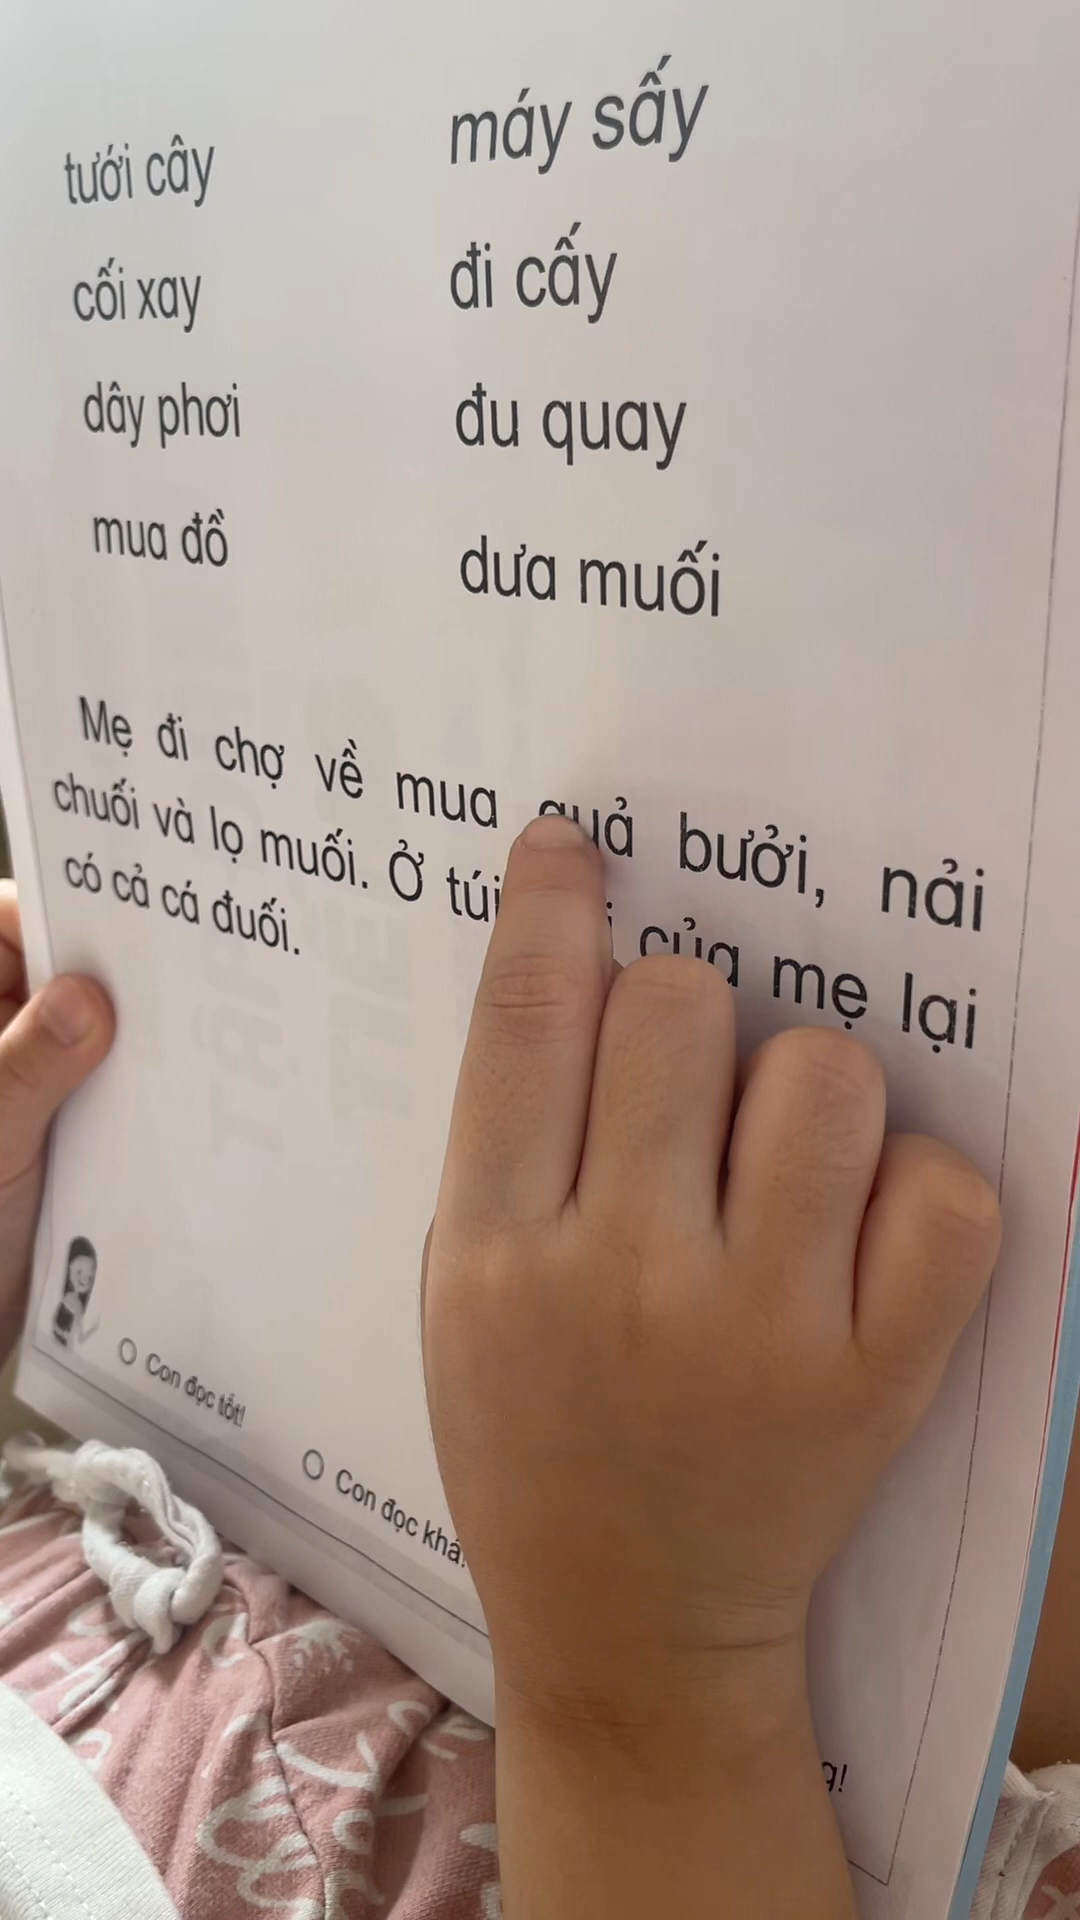 tưới cây máy sấy
cối xay đi cấy
dây phơi đu quay
mua đồ dưa muối
Mẹ đi chợ về mua quả bưởi, nải
chuối và lọ muối. Ở túi của mẹ lại
có cả cá đuối.
Con đọc tốt!
Con đọc khá!